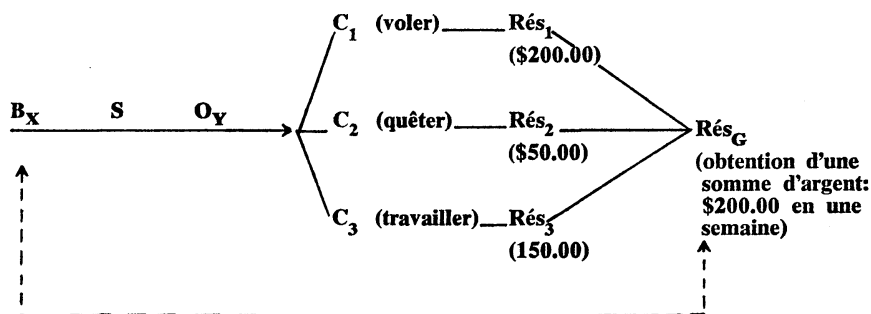 C1 (voler) Rés1
($200.00)
BX S OY
C2 (quêter) Rés2
($50.00)
RésG
(obtention d'une
somme d'argent:
$200.00 en une
semaine)
C3 (travailler) Rés3
(150.00)